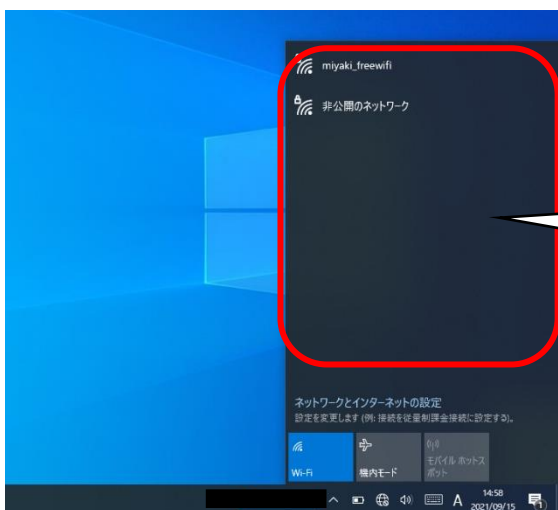 miyaki_freewifi
非公開のネットワーク
ネットワークとインターネットの設定
設定を変更します (例: 接続を従量制課金接続に設定する)。
Wi-Fi
機内モード
モバイル ホットス
ポット
A
14:58
2021/09/15
1